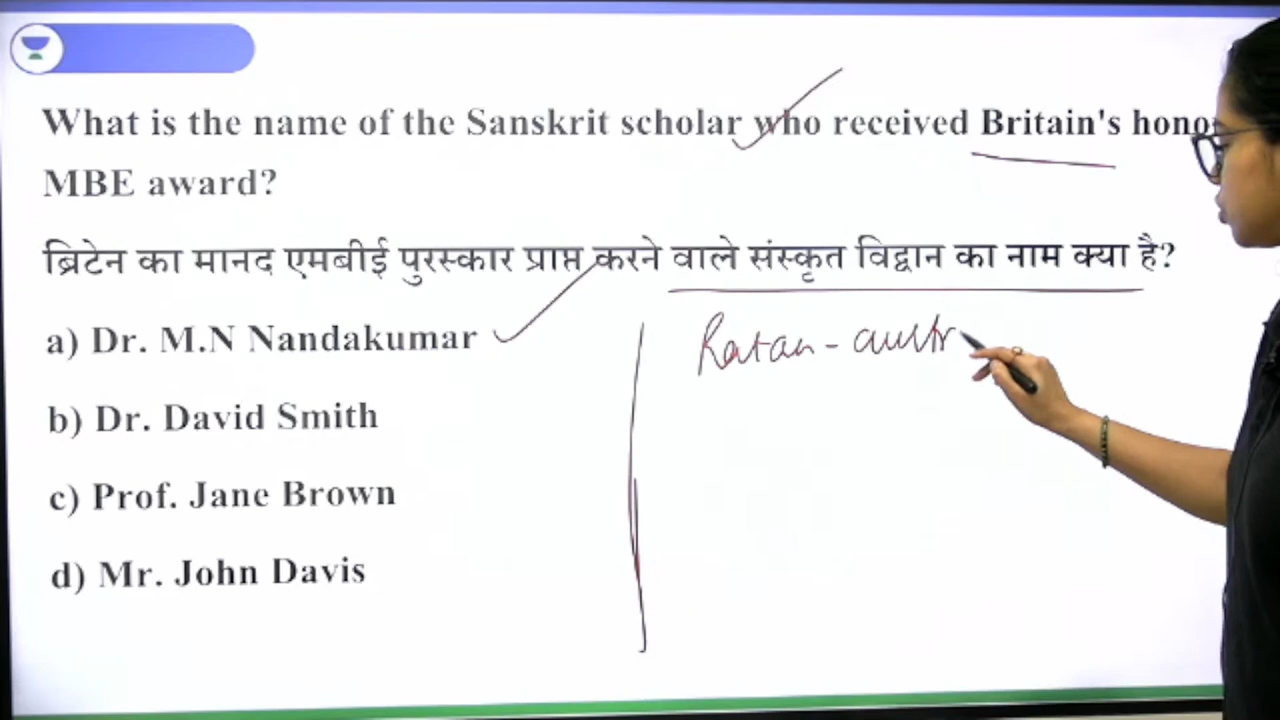 What is the name of the Sanskrit scholar who received Britain's hono
MBE award?
ब्रिटेन का मानद एमबीई पुरस्कार प्राप्त करने वाले संस्कृत विद्वान का नाम क्या है?
a) Dr. M.N Nandakumar
Ratan - austr
b) Dr. David Smith
c) Prof. Jane Brown
d) Mr. John Davis